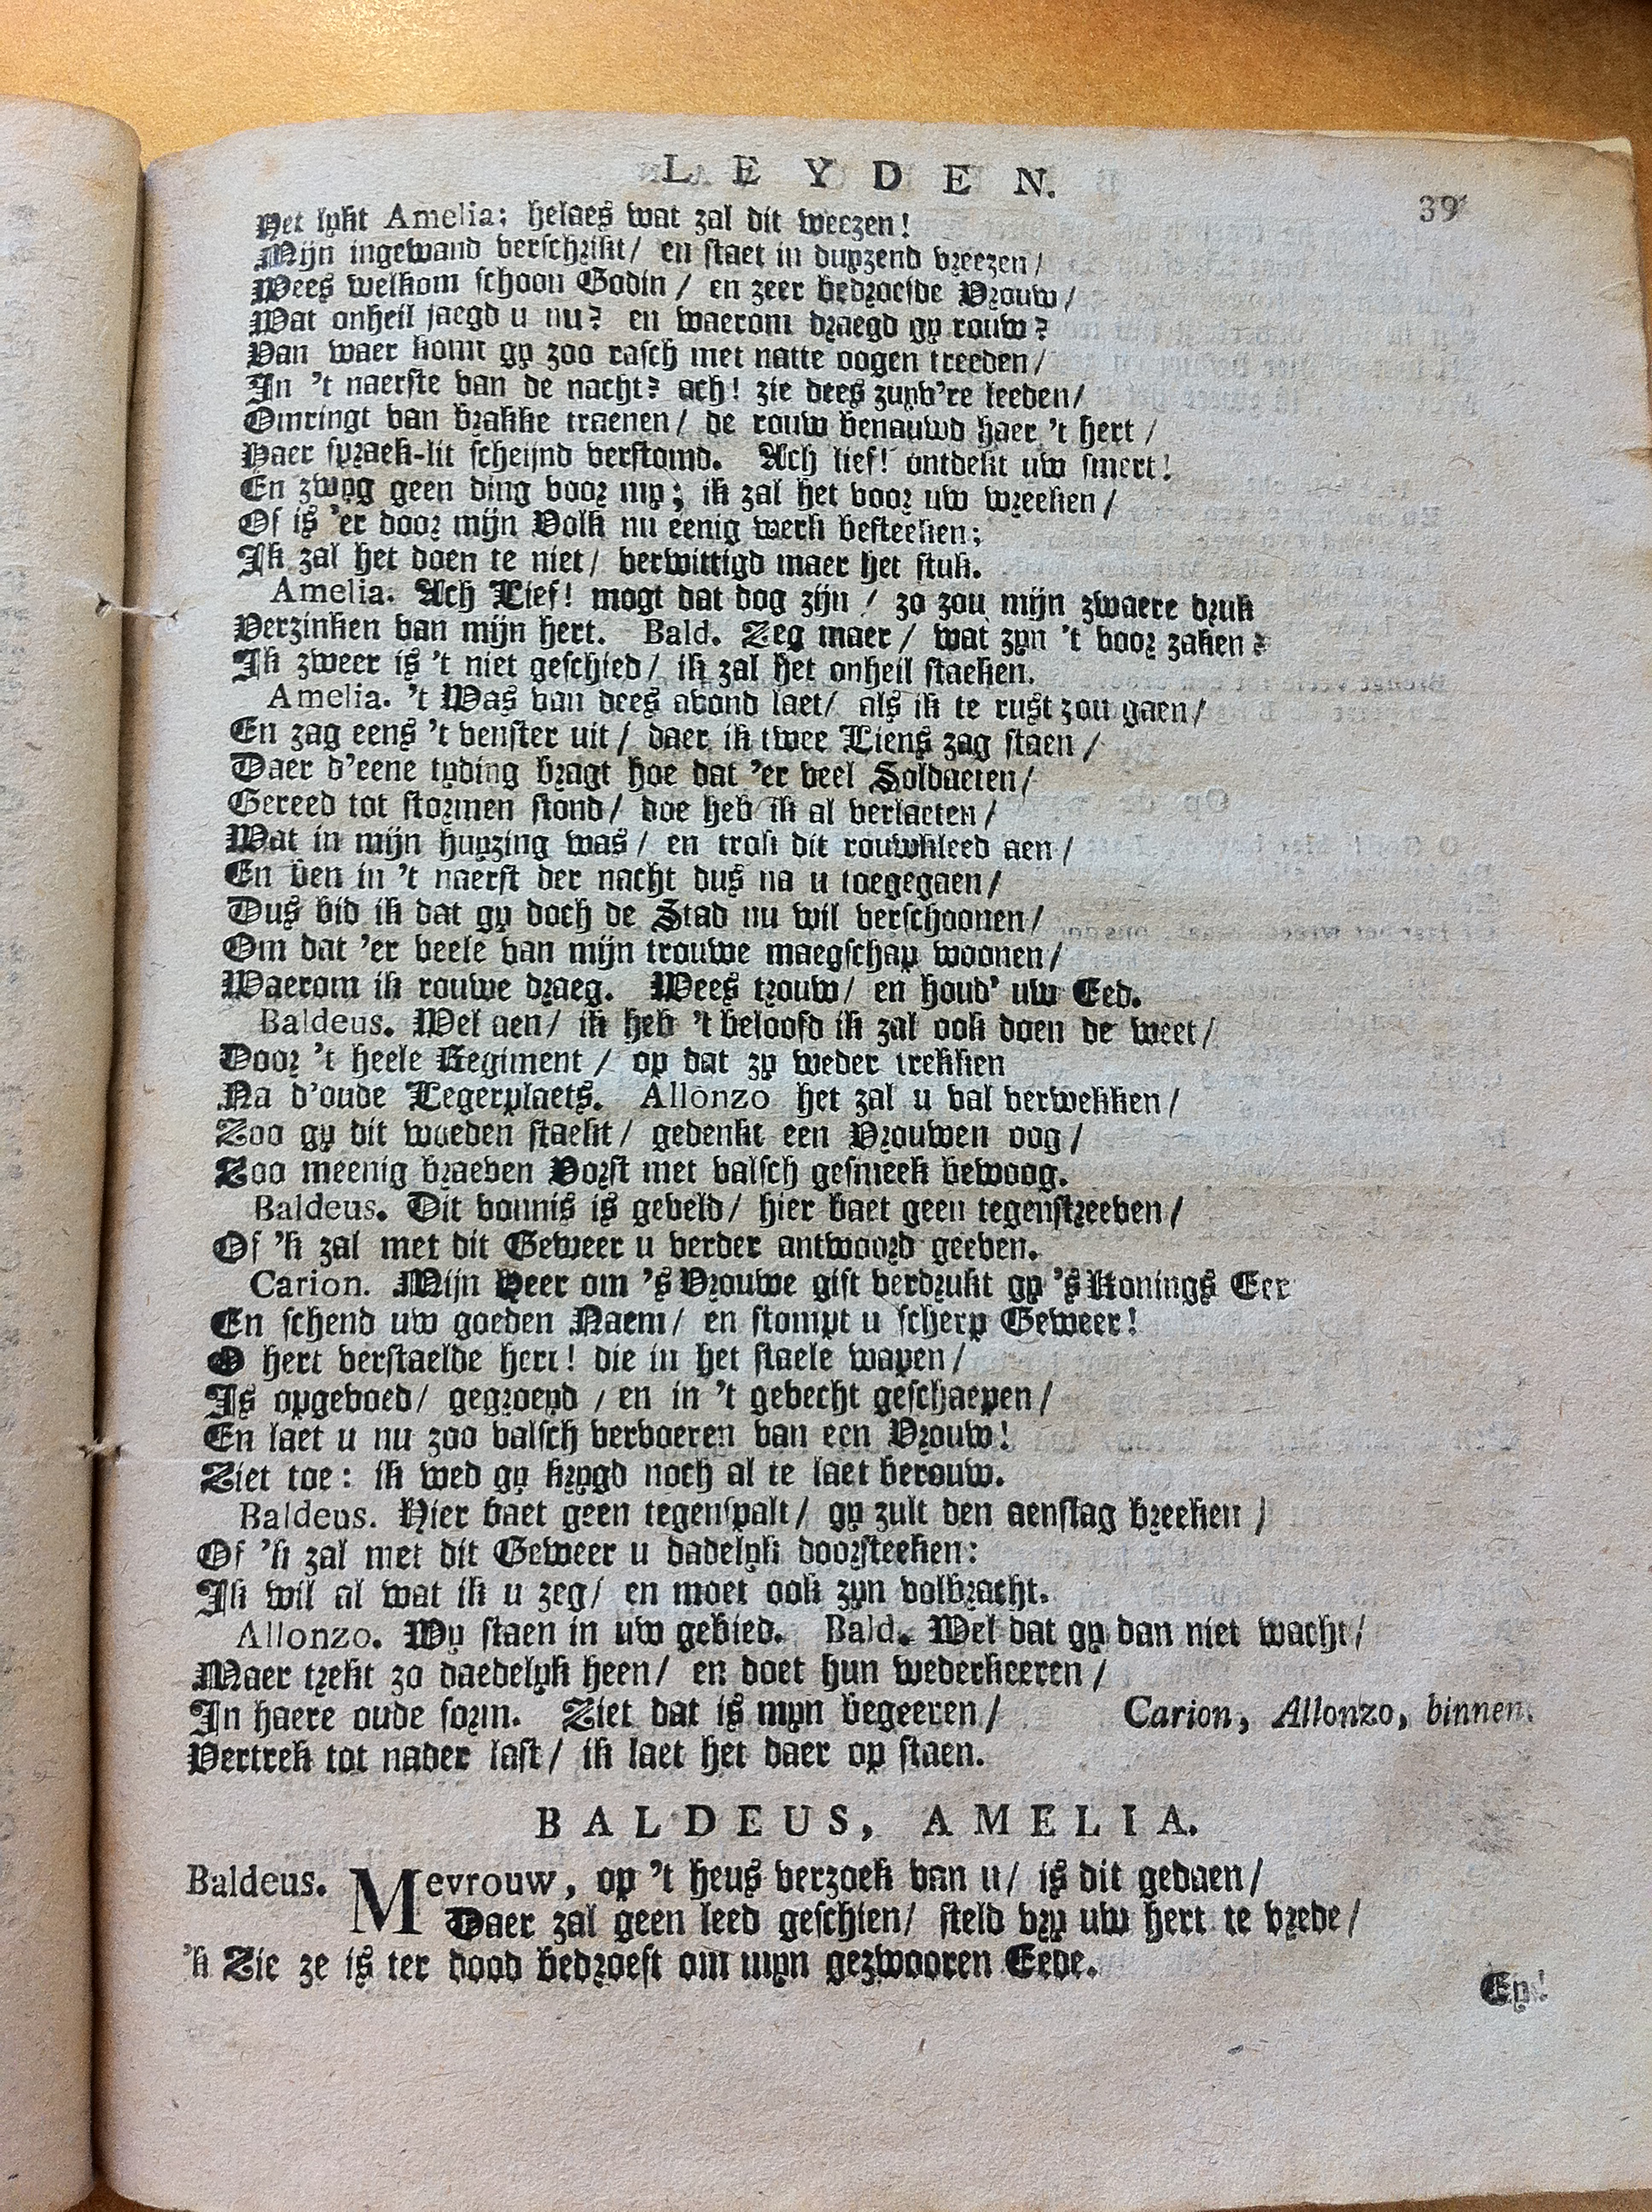 LEYDEN.
39
Het lykt Amelia; helaes wat zal dit weezen!
Mijn ingewand verschrikt/ en staet in duyzend vreezen/
Wees welkom schoon Godin/ en zeer bedroefde Vrouw/
Wat onheil jaegd u nu? en waerom draegd gy rouw?
Van waer komt gy zoo rasch met natte oogen treeden/
In 't naerste van de nacht? ach! zie dees zuyv're leeden/
Omringt van brakke traenen/ de rouw benauwd haer 't hert/
Haer spraek-lit scheijnd verstomd. Ach lief! ontdekt uw smert!
En zwyg geen ding voor my; ik zal het voor uw wreeken/
Of is 'er door mijn Volk nu eenig werk besteeken;
Ik zal het doen te niet/ verwittigd maer het stuk.
Amelia. Ach Lief! mogt dat dog zijn/ zo zou mijn zwaere druk
Verzinken van mijn hert. Bald. Zeg maer/ wat zyn 't voor zaken?
Ik zweer is 't niet geschied/ ik zal het onheil staeken.
Amelia. 't Was van dees avond laet/ als ik te rust zou gaen/
En zag eens 't venster uit/ daer ik twee Liens zag staen/
Daer d'eene tyding bragt hoe dat 'er veel Soldaeten/
Gereed tot stormen stond/ doe heb ik al verlaeten/
Wat in mijn huyzing was/ en trok dit rouwkleed aen/
En ben in 't naerst der nacht dus na u toegegaen/
Dus bid ik dat gy doch de Stad nu wil verschoonen/
Om dat 'er veele van mijn trouwe maegschap woonen/
Waerom ik rouwe draeg. Wees trouw/ en houd' uw Eed.
Baldeus. Wel aen/ ik heb 't beloofd ik zal ook doen de weet/
Door 't heele Regiment/ op dat zy weder trekken
Na d'oude Legerplaets. Allonzo het zal u val verwekken/
Zoo gy dit woeden staekt/ gedenkt een Vrouwen oog/
Zoo meenig braeven Vorst met valsch gesmeek bewoog.
Baldeus. Dit vonnis is geveld/ hier baet geen tegenstreeven/
Of 'k zal met dit Geweer u verder antwoord geeven.
Carion. Mijn Heer om 's Vrouwe gift verdrukt gy 's Konings Eer
En schend uw goeden Naem/ en stompt u scherp Geweer!
O hert verstaelde hert! die in het staele wapen/
Is opgevoed/ gegroeyd/ en in 't gevecht geschaepen/
En laet u nu zoo valsch vervoeren van een Vrouw!
Ziet toe: ik wed gy krygd noch al te laet berouw.
Baldeus. Hier baet geen tegenspalt/ gy zult den aenslag breeken/
Of 'k zal met dit Geweer u dadelyk doorsteeken:
Ik wil al wat ik u zeg/ en moet ook zyn volbracht.
Allonzo. Wy staen in uw gebied. Bald. Wel dat gy dan niet wacht/
Maer trekt zo daedelyk heen/ en doet hun wederkeeren/
In haere oude form. Ziet dat is myn begeeren/ Carion, Allonzo, binnen.
Vertrek tot nader last/ ik laet het daer op staen.
BALDEUS, AMELIA.
Baldeus. Mevrouw, op 't heus verzoek van u/ is dit gedaen/
Daer zal geen leed geschien/ steld vry uw hert te vrede/
'k Zie ze is ter dood bedroeft om myn gezwooren Eede.
Ey!